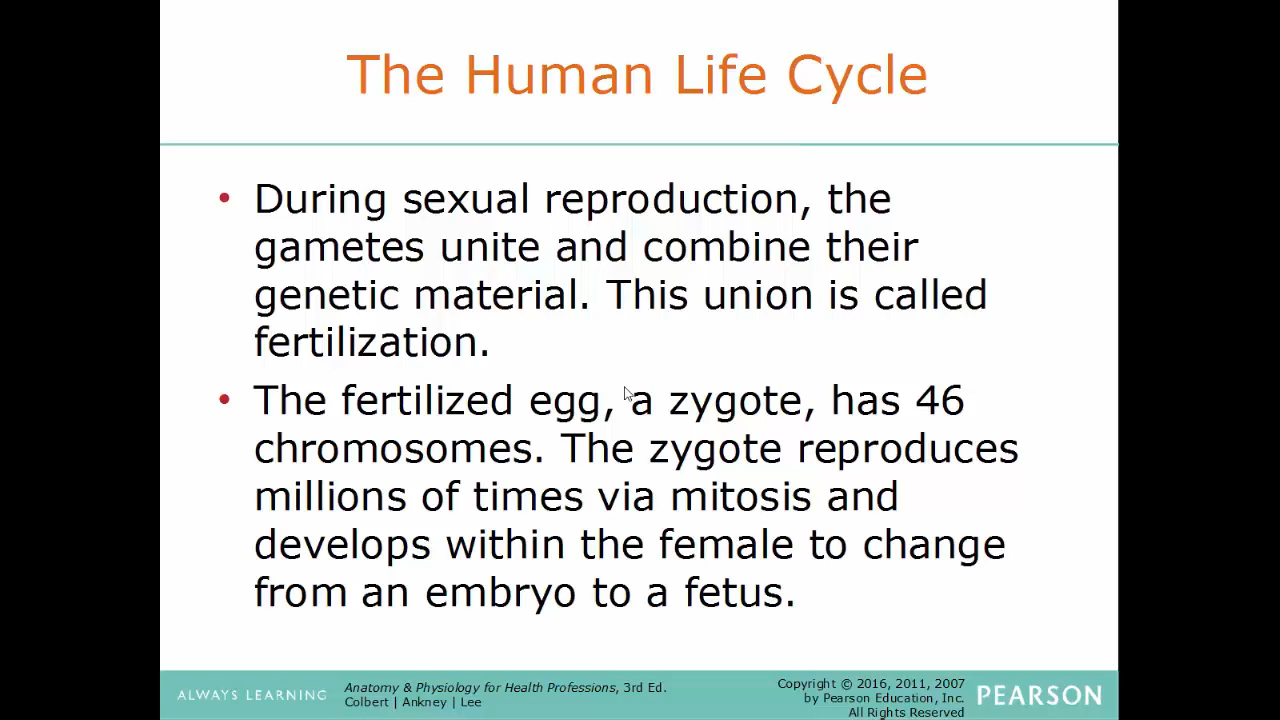 The Human Life Cycle
• During sexual reproduction, the
gametes unite and combine their
genetic material. This union is called
fertilization.
• The fertilized egg, a zygote, has 46
chromosomes. The zygote reproduces
millions of times via mitosis and
develops within the female to change
from an embryo to a fetus.
ALWAYS LEARNING
Anatomy & Physiology for Health Professions, 3rd Ed.
Colbert | Ankney | Lee
Copyright © 2016, 2011, 2007
by Pearson Education, Inc.
All Rights Reserved
PEARSON